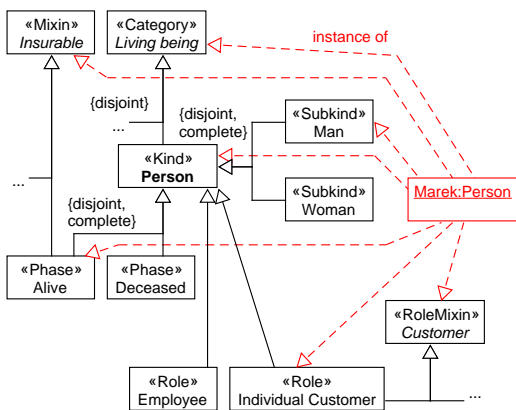 «Mixin»
Insurable
«Category»
Living being
instance of
{disjoint}
...
{disjoint,
complete}
«Subkind»
Man
«Kind»
Person
...
«Subkind»
Woman
Marek:Person
{disjoint,
complete}
«Phase»
Alive
«Phase»
Deceased
«RoleMixin»
Customer
«Role»
Employee
«Role»
Individual Customer
...